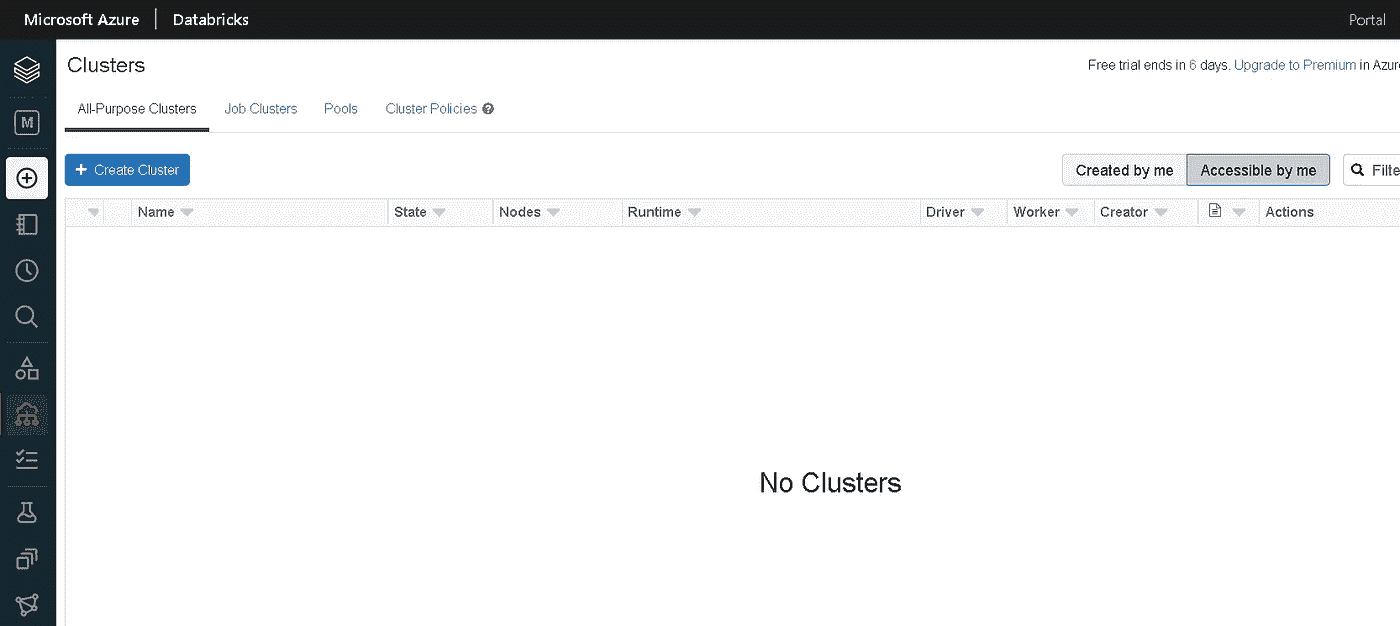 Microsoft Azure | Databricks Portal
M
Clusters Free trial ends in 6 days. Upgrade to Premium in Azur
All-Purpose Clusters Job Clusters Pools Cluster Policies ?
+ Create Cluster Created by me Accessible by me Filte
Name State Nodes Runtime Driver Worker Creator Actions
No Clusters